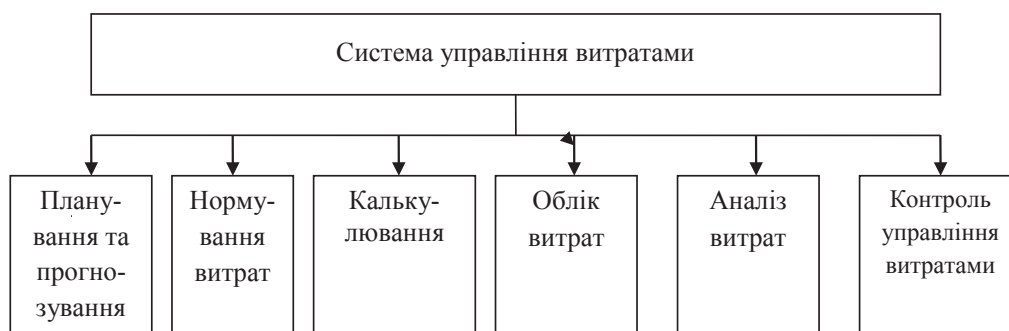 Система управління витратами
Плану-
вання та
прогно-
зування
Норму-
вання
витрат
Кальку-
лювання
Облік
витрат
Аналіз
витрат
Контроль
управління
витратами